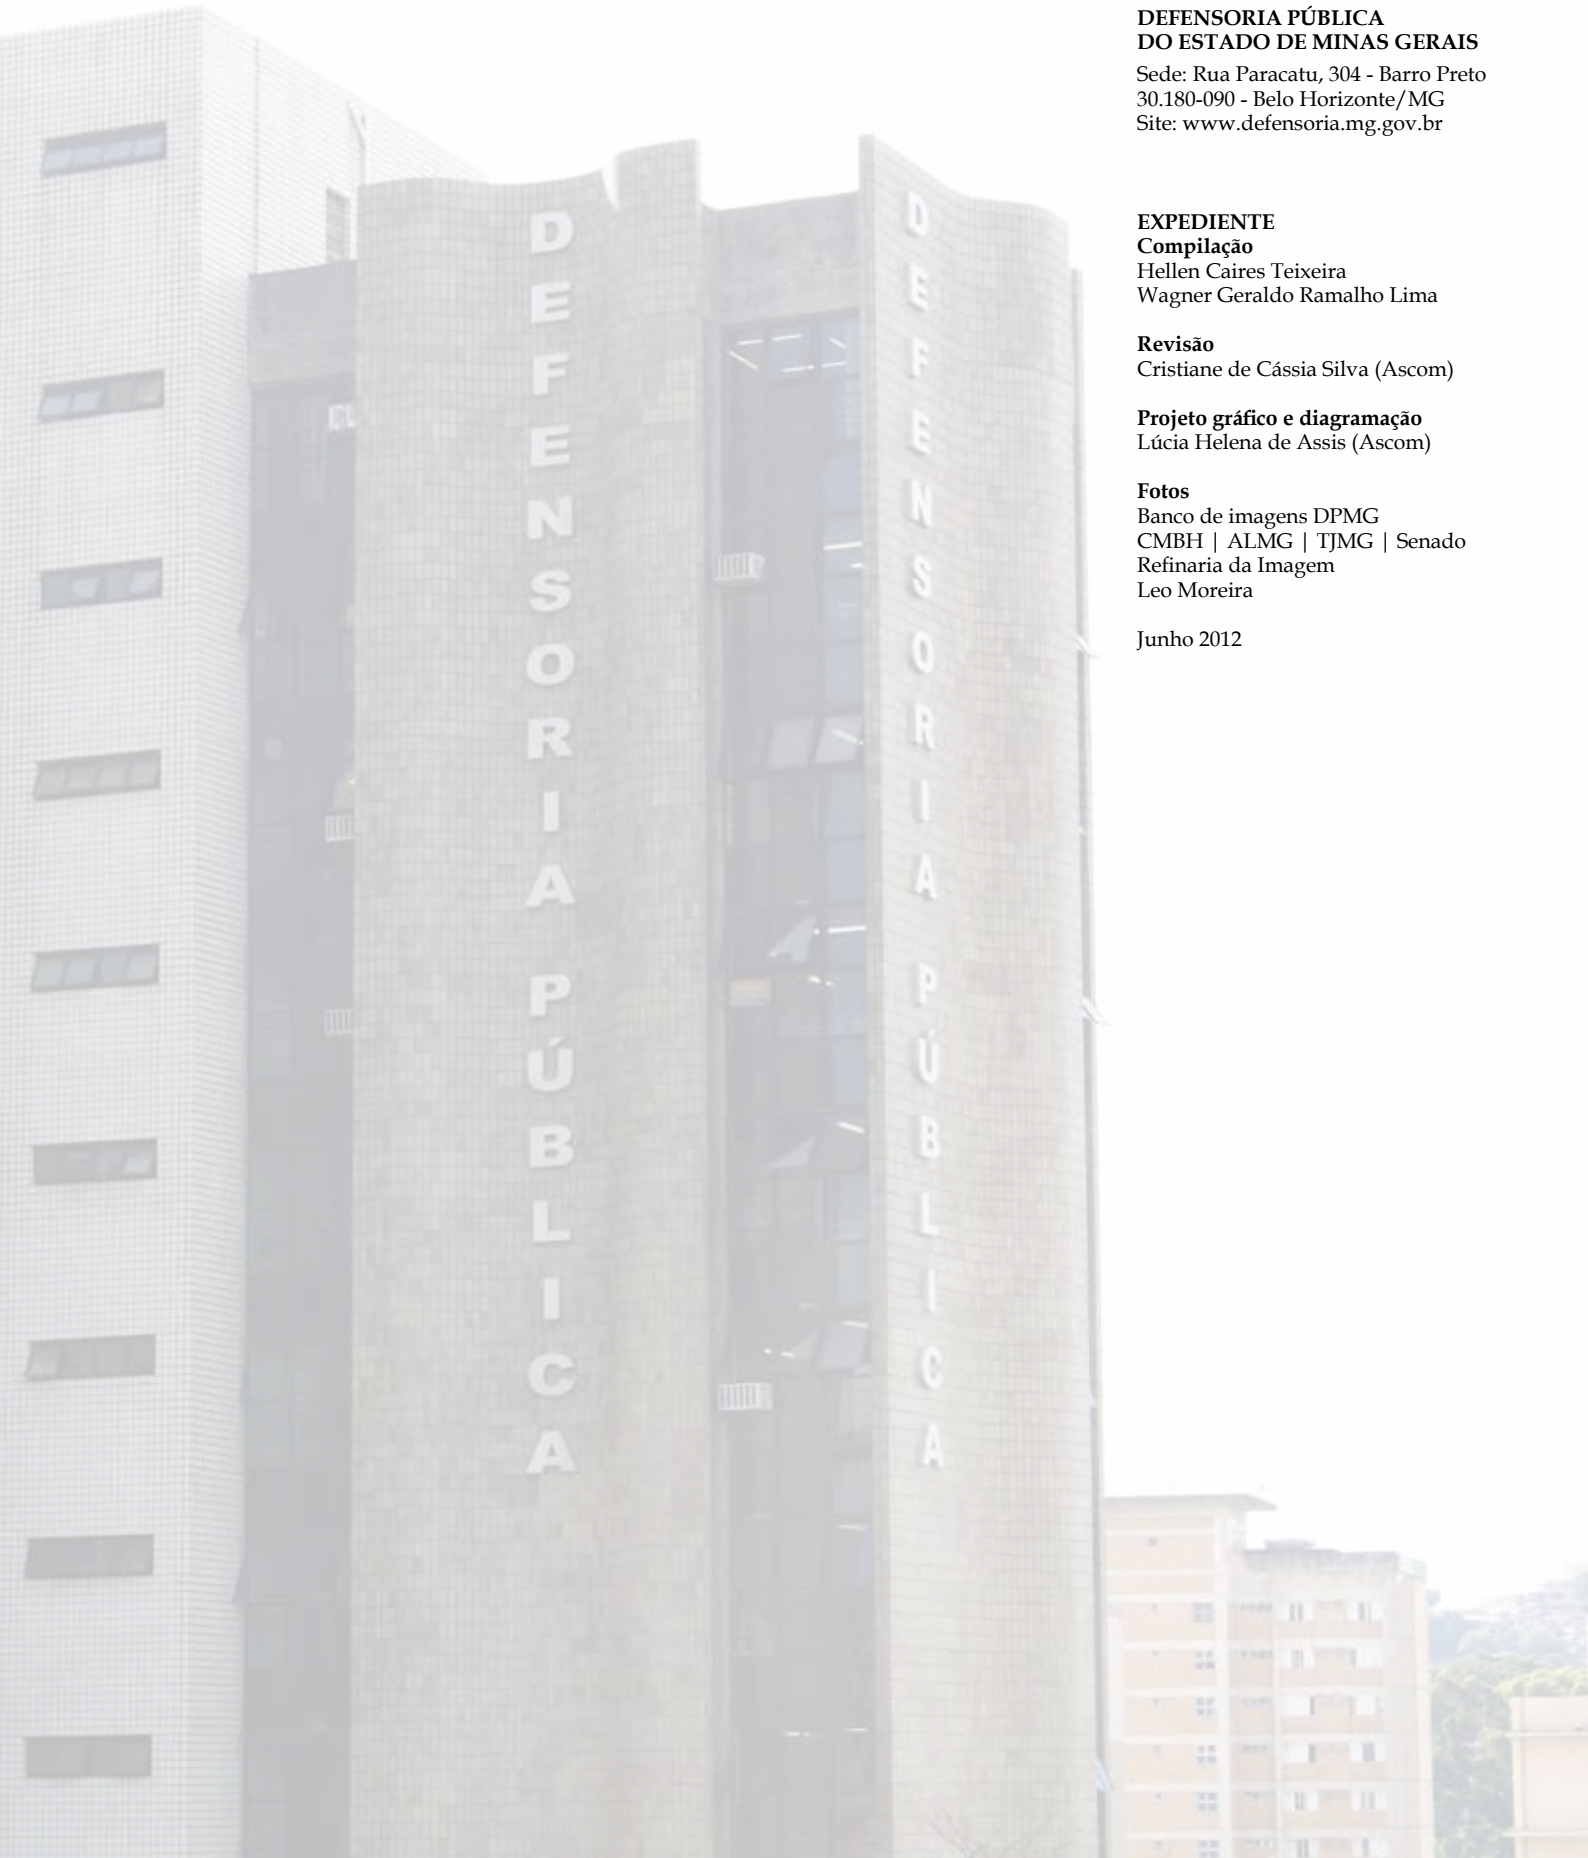 DEFENSORIA PÚBLICA
DO ESTADO DE MINAS GERAIS
Sede: Rua Paracatu, 304 - Barro Preto
30.180-090 - Belo Horizonte/MG
Site: www.defensoria.mg.gov.br
EXPEDIENTE
Compilação
Hellen Caires Teixeira
Wagner Geraldo Ramalho Lima
Revisão
Cristiane de Cássia Silva (Ascom)
Projeto gráfico e diagramação
Lúcia Helena de Assis (Ascom)
Fotos
Banco de imagens DPMG
CMBH | ALMG | TJMG | Senado
Refinaria da Imagem
Leo Moreira
Junho 2012
DEFENSORIA PÚBLICA
DEFENSORIA PÚBLICA